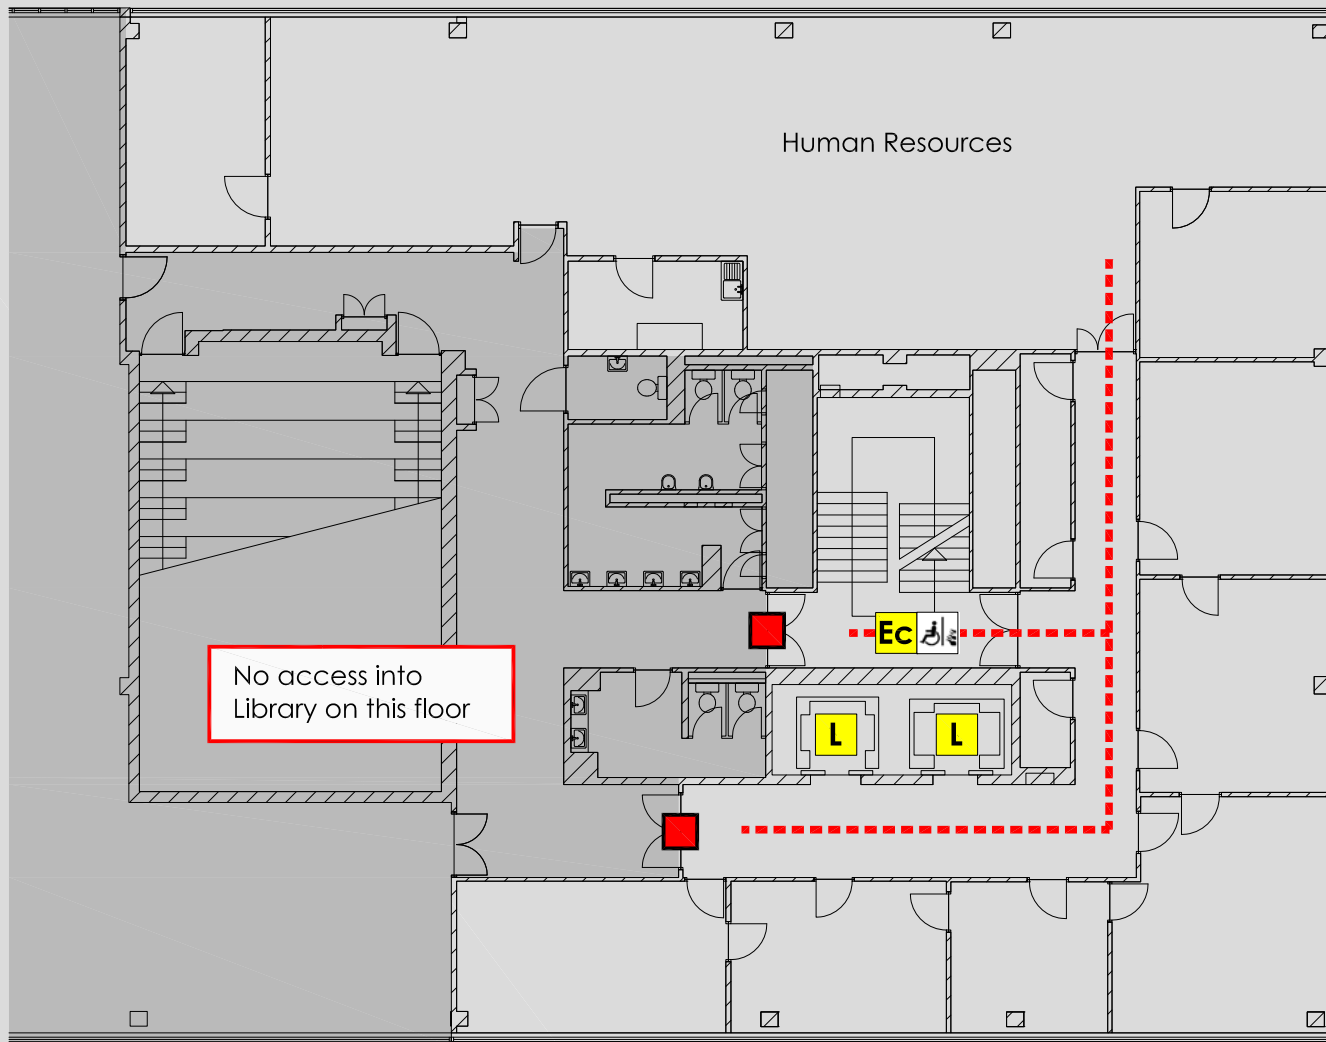 Human Resources
Ec
No access into
Library on this floor
L
L